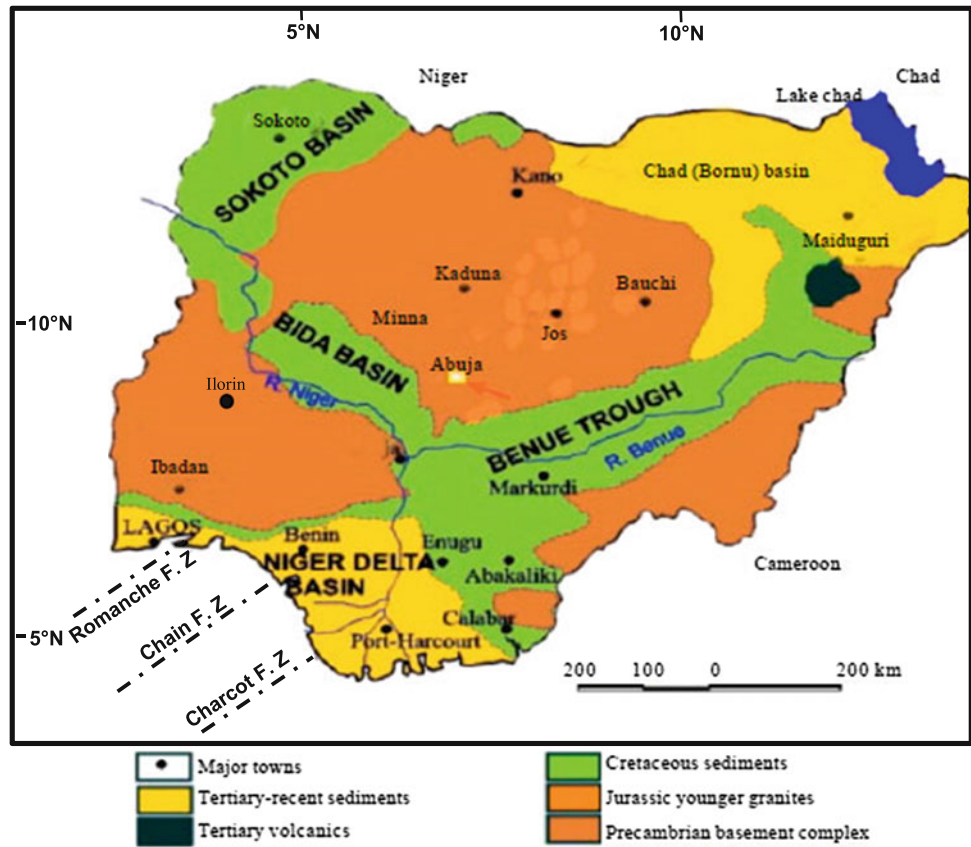 5°N
10°N
Niger
Chad
Lake chad
Sokoto
SOKOTO BASIN
Chad (Bornu) basin
Kano
Maiduguri
Kaduna
Bauchi
Minna
Jos
10°N
BIDA BASIN
Abuja
Ilorin
R. Niger
BENUE TROUGH
R. Benue
Markurdi
Ibadan
LAGOS
Benin
Enugu
NIGER DELTA
BASIN
Abakaliki
Cameroon
Romanche F. Z
Chain F. Z
Calabar
Port-Harcourt
5°N
Charcot F. Z
200 100 0 200 km
Major towns
Tertiary-recent sediments
Tertiary volcanics
Cretaceous sediments
Jurassic younger granites
Precambrian basement complex